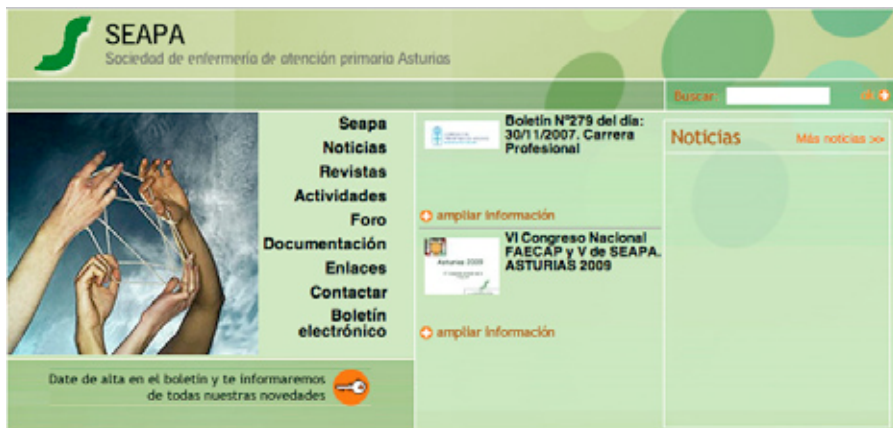 SEAPA
Sociedad de enfermería de atención primaria Asturias
Buscar:
Seapa
Noticias
Revistas
Actividades
Foro
Documentación
Enlaces
Contactar
Boletín
electrónico
Date de alta en el boletín y te informaremos
de todas nuestras novedades
Boletín Nº279 del día:
30/11/2007. Carrera
Profesional
ampliar información
Asturias 2009
VI Congreso Nacional
FAECAP y V de SEAPA.
ASTURIAS 2009
ampliar información
Noticias
Más noticias >>